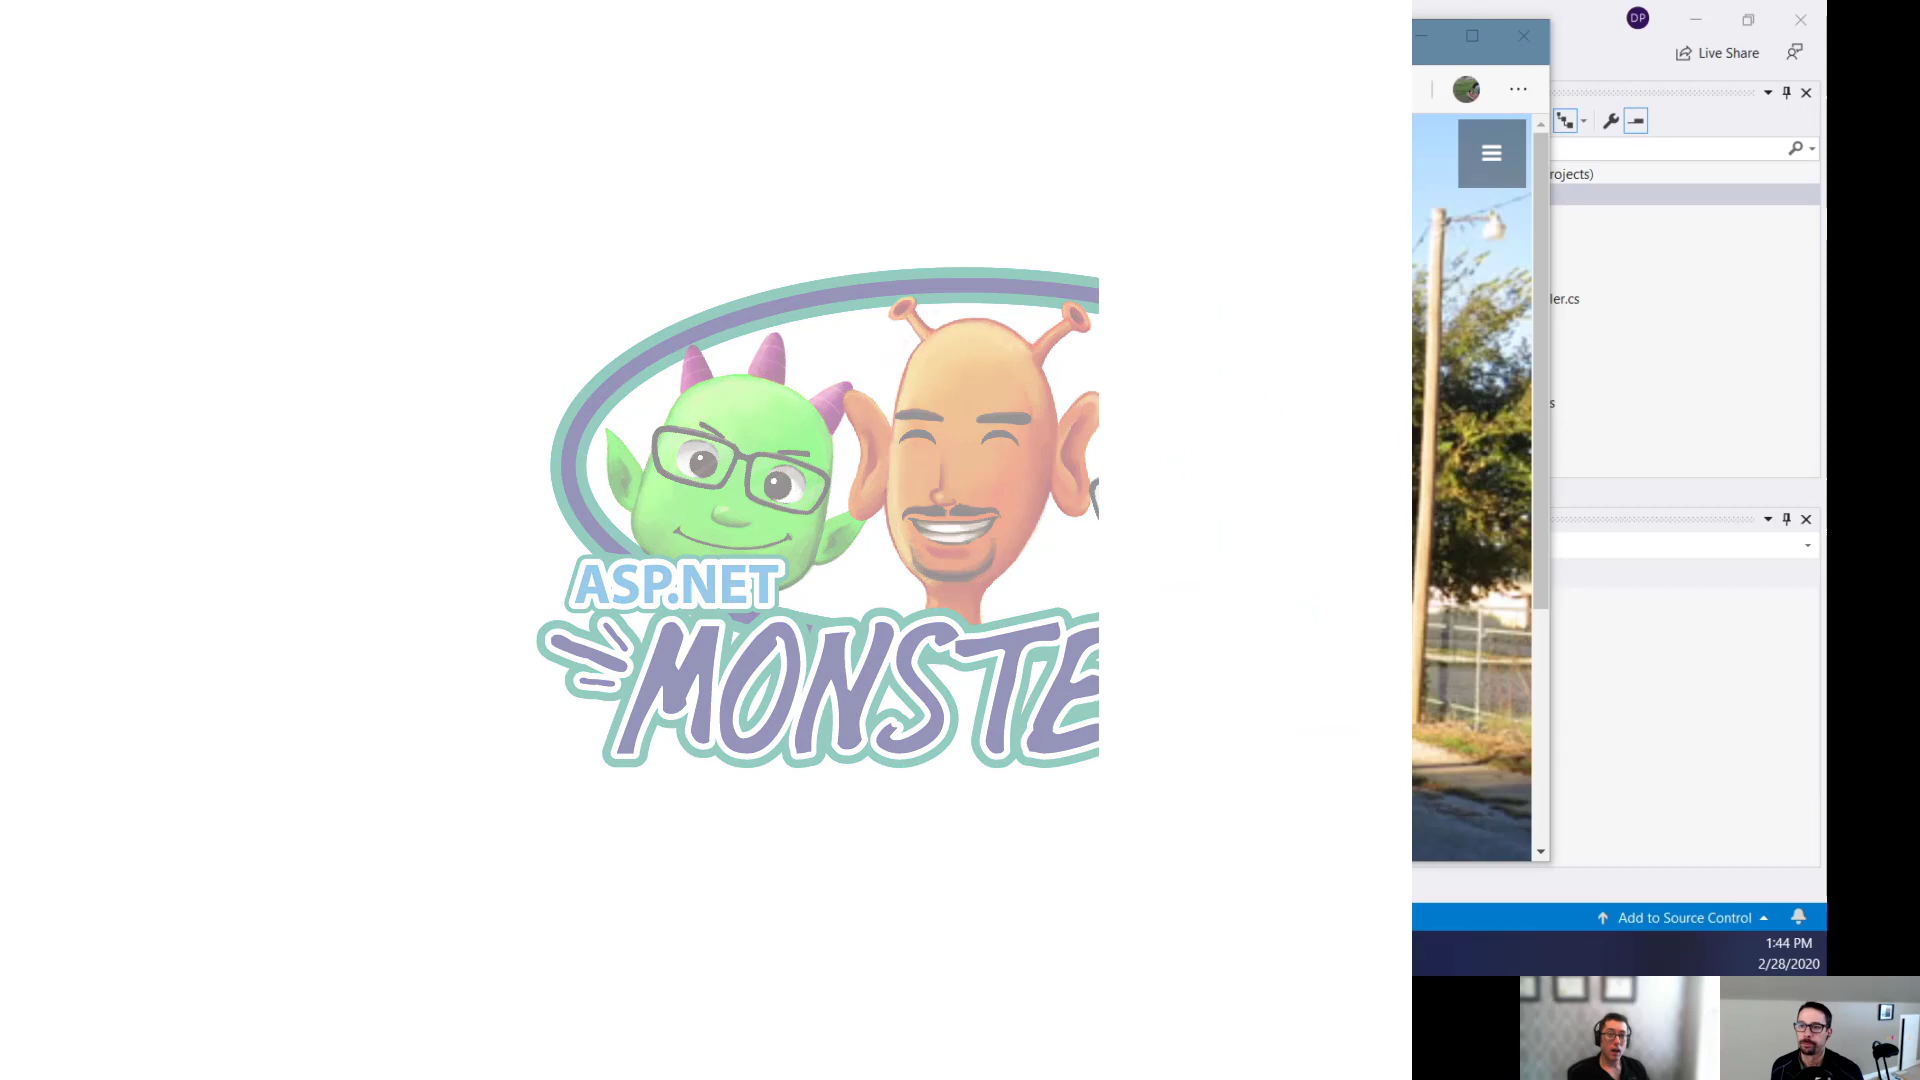 DP
Live Share
rojects)
ler.cs
s
ASP.NET
MONSTE
Add to Source Control
1:44 PM
2/28/2020